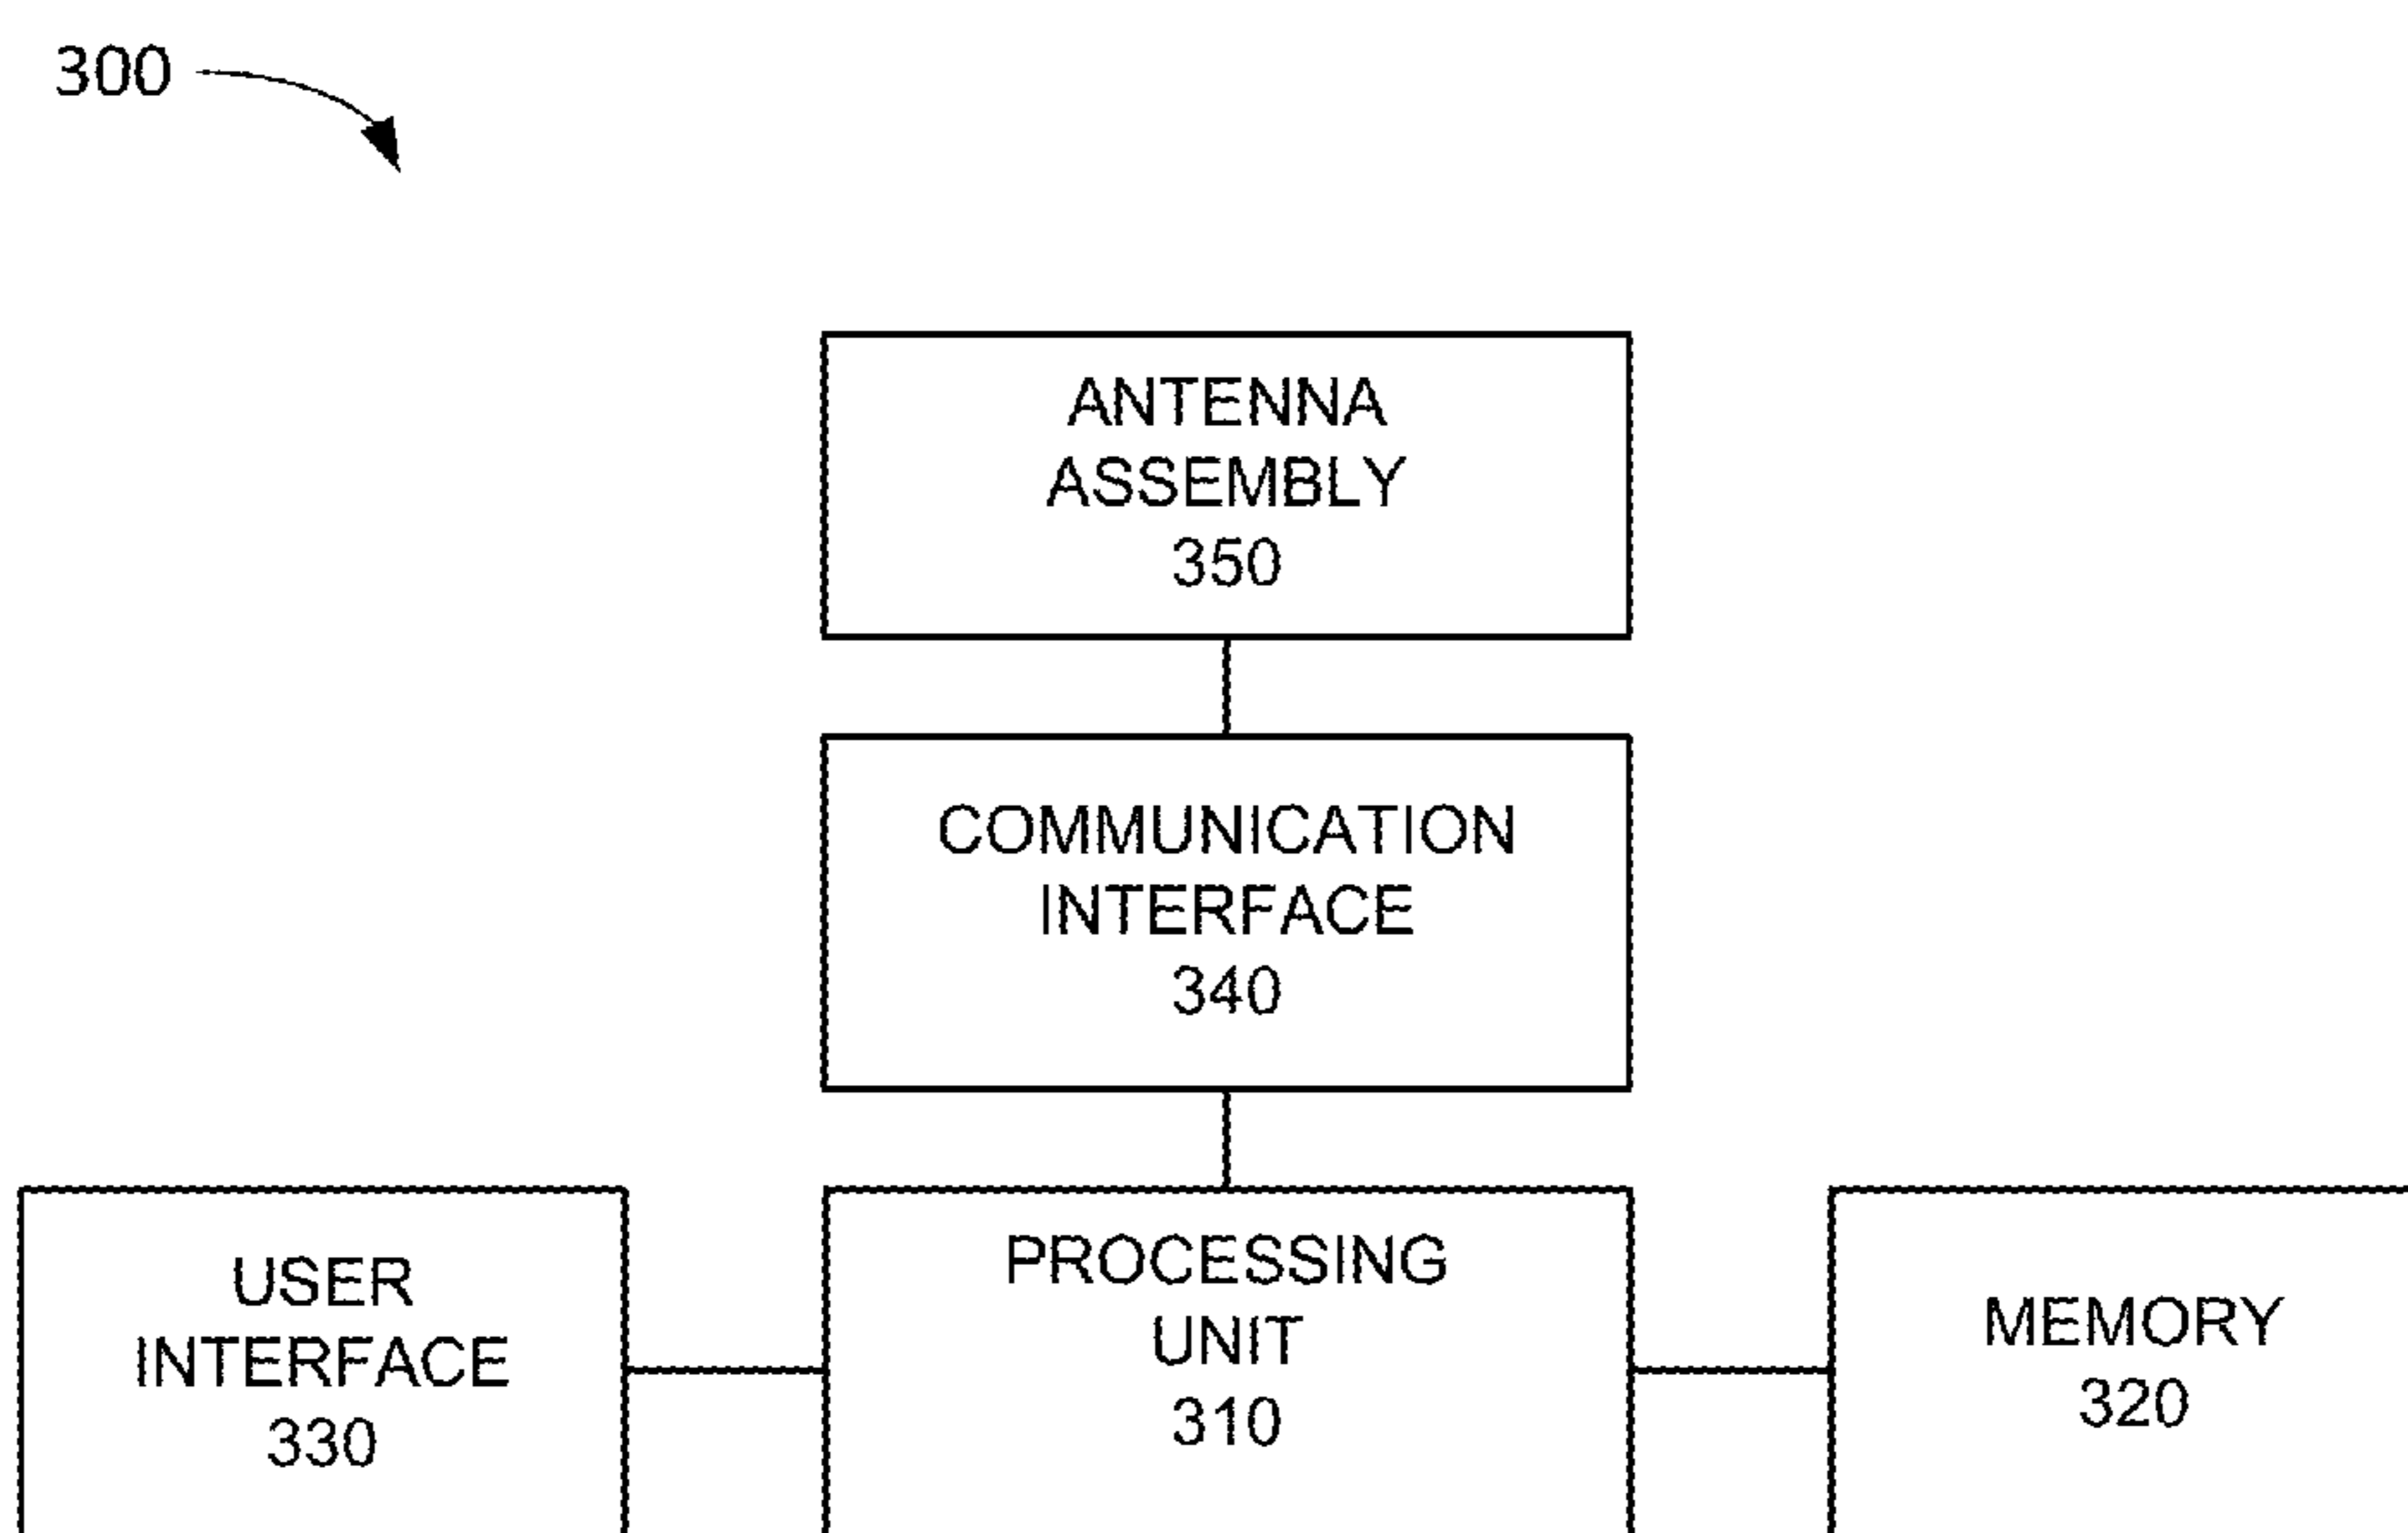 300
ANTENNA
ASSEMBLY
350
COMMUNICATION
INTERFACE
340
USER
INTERFACE
330
PROCESSING
UNIT
310
MEMORY
320